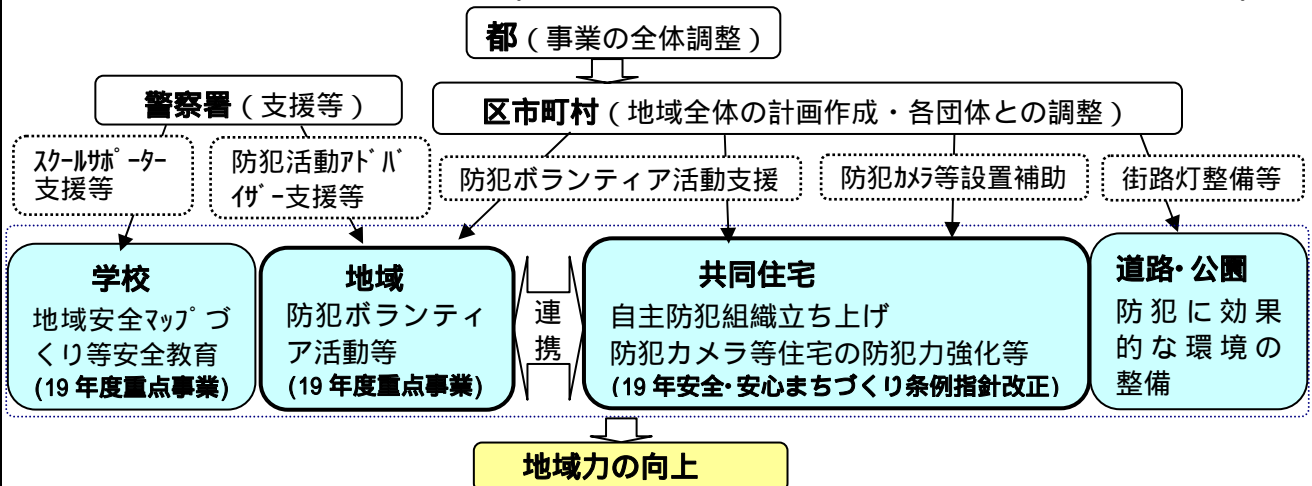 都（事業の全体調整）
警察署（支援等）
区市町村（地域全体の計画作成・各団体との調整）
ｽｸｰﾙｻﾎﾟｰﾀｰ
支援等
防犯活動ｱﾄﾞﾊﾞ
ｲｻﾞｰ支援等
防犯ボランティア活動支援
防犯ｶﾒﾗ等設置補助
街路灯整備等
学校
地域安全ﾏｯﾌﾟづ
くり等安全教育
(19年度重点事業)
地域
防犯ボランティ
ア活動等
(19年度重点事業)
連
携
共同住宅
自主防犯組織立ち上げ
防犯カメラ等住宅の防犯力強化等
(19年安全･安心まちづくり条例指針改正)
道路･公園
防犯に効果
的な環境の
整備
地域力の向上